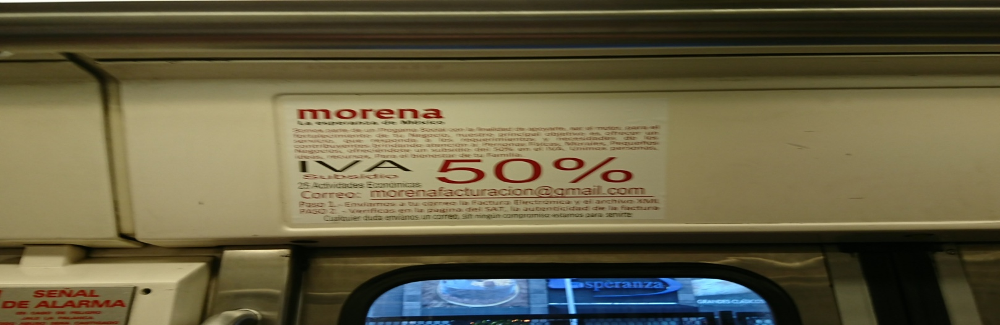 morena
La esperanza de México
Somos parte de un Programa Social con la finalidad de apoyarte, ser el motor, para el
fortalecimiento de tu Negocio, nuestro principal objetivo es, ofrecer un
servicio, que responda a los requerimientos y necesidades de los
contribuyentes brindando atención a: Personas Físicas, Morales, Pequeños
Negocios, ofreciéndote un subsidio del 50% en el IVA. Unimos personas,
ideas, recursos, Para el bienestar de tu Familia.
IVA 50%
Subsidio
25 Actividades Económicas
Correo: morenafacturacion@gmail.com
Paso 1.- Enviamos a tu correo la Factura Electrónica y el archivo XML
PASO 2. - Verificas en la pagina del SAT, la autenticidad de la factura
Cualquier duda envíanos un correo, sin ningún compromiso estamos para servirte
SEÑAL
DE ALARMA
EN CASO DE PELIGRO
JALE LA PALANCA
SERA CASTIGADO
esperanza
GRANDES CLÁSICOS